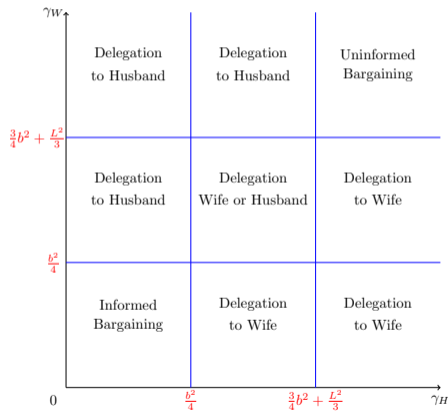 γW
Delegation to Husband
Delegation to Husband
Uninformed Bargaining
3/4 b² + L²/3
Delegation to Husband
Delegation Wife or Husband
Delegation to Wife
b²/4
Informed Bargaining
Delegation to Wife
Delegation to Wife
0
b²/4
3/4 b² + L²/3
γH